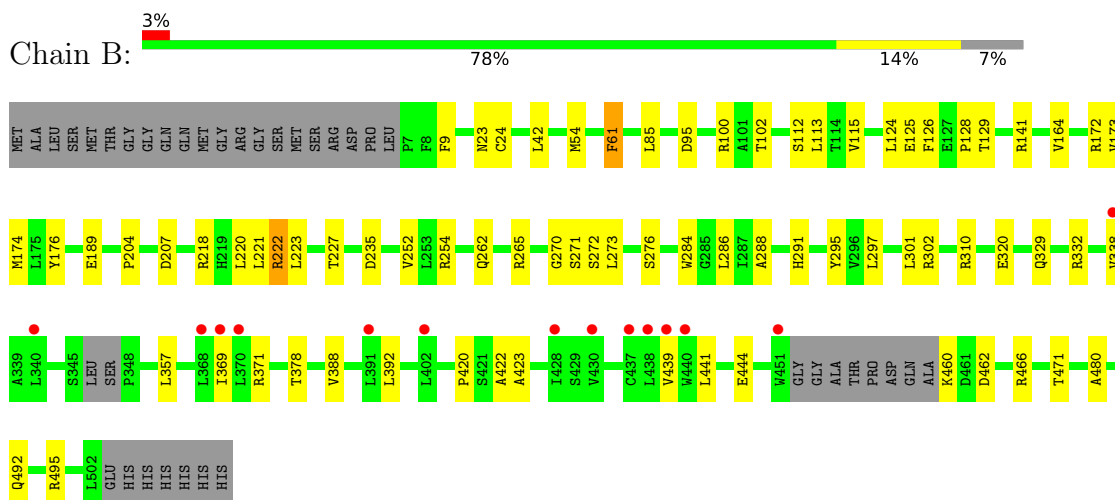 3%
Chain B:
78% 14% 7%
MET ALA LEU SER MET THR GLY GLY GLN GLN MET GLY ARG GLY SER MET SER ARG ASP PRO LEU P7 F8 F9 N23 C24 L42 M54 F61 L85 D95 R100 A101 T102 S112 L113 T114 V115 L124 E125 F126 E127 P128 T129 R141 V164 R172 V173
M174 L175 Y176 E189 P204 D207 R218 H219 L220 L221 R222 L223 T227 D235 V252 L253 R254 Q262 R265 G270 S271 S272 L273 S276 W284 G285 L286 I287 A288 H291 Y295 V296 L297 L301 R302 R310 E320 Q329 R332 V338
A339 L340 S345 LEU SER P348 L357 L368 I369 L370 R371 T378 V388 L391 L392 L402 P420 S421 A422 A423 I428 S429 V430 C437 L438 V439 W440 L441 E444 W451 GLY GLY ALA THR PRO ASP GLN ALA K460 D461 D462 R466 T471 A480
Q492 R495 L502 GLU HIS HIS HIS HIS HIS HIS